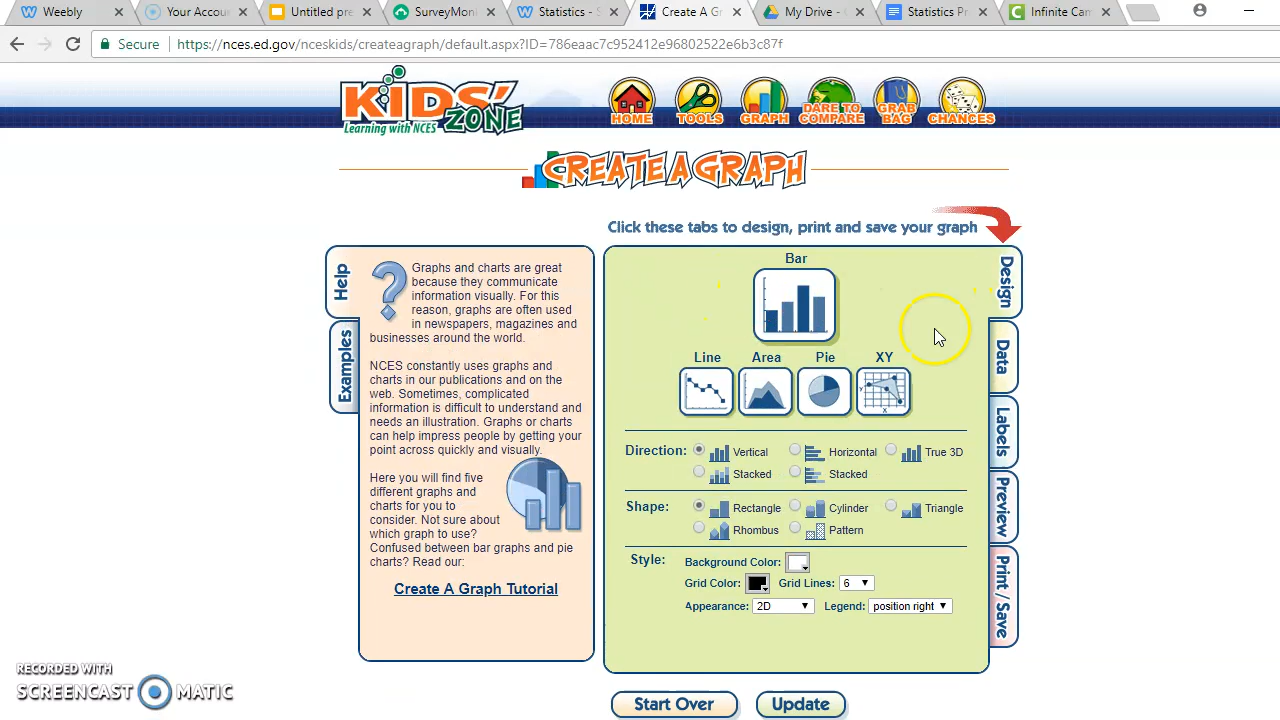 Weekly
Your Accou
Untitled pre
SurveyMon
Statistics - S
Create A Gr
My Drive - G
Statistics Pr
Infinite Cam
Secure
https://nces.ed.gov/nceskids/createagraph/default.aspx?ID=786eaac7c952412e96802522e6b3c87f
KIDS' ZONE
Learning with NCES
HOME
TOOLS
GRAPH
DARE TO COMPARE
GRAB BAG
CHANCES
CREATE A GRAPH
Click these tabs to design, print and save your graph
Help
Examples
Graphs and charts are great
because they communicate
information visually. For this
reason, graphs are often used
in newspapers, magazines and
businesses around the world.
NCES constantly uses graphs and
charts in our publications and on the
web. Sometimes, complicated
information is difficult to understand and
needs an illustration. Graphs or charts
can help impress people by getting your
point across quickly and visually.
Here you will find five
different graphs and
charts for you to
consider. Not sure about
which graph to use?
Confused between bar graphs and pie
charts? Read our:
Create A Graph Tutorial
Bar
Line Area Pie XY
Direction: Vertical Horizontal True 3D
Stacked Stacked
Shape: Rectangle Cylinder Triangle
Rhombus Pattern
Style: Background Color:
Grid Color: Grid Lines: 6
Appearance: 2D Legend: position right
Design
Data
Labels
Preview
Print / Save
Start Over Update
RECORDED WITH
SCREENCAST MATIC